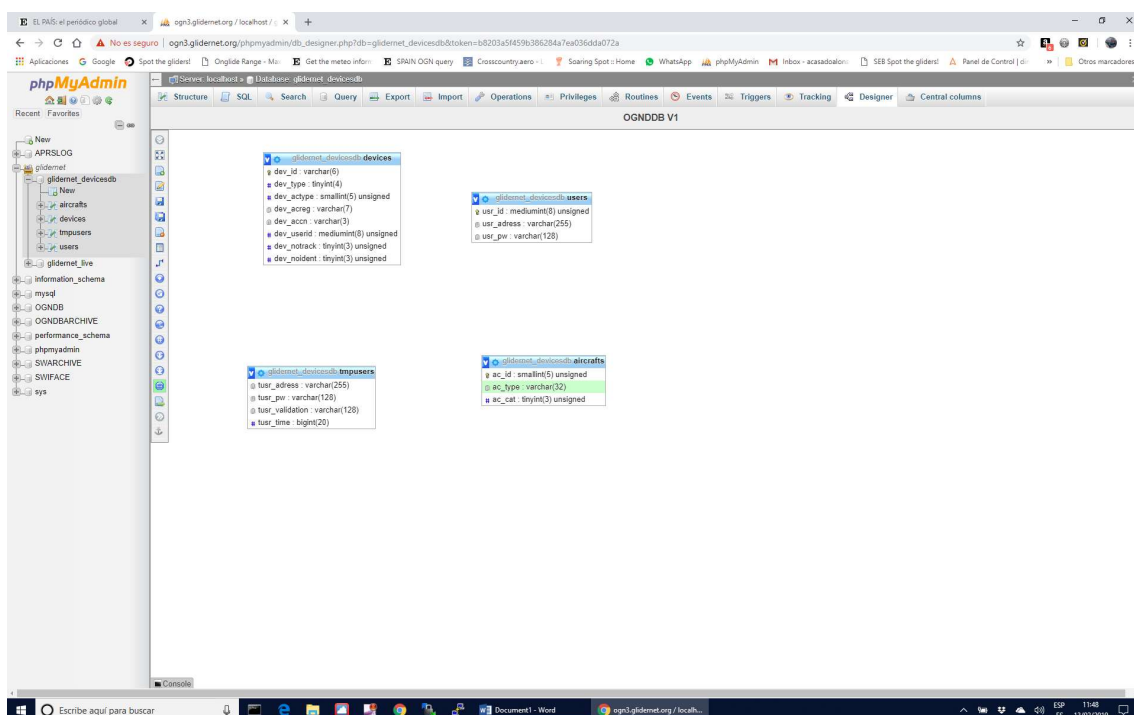 EL PAÍS: el periódico global
ogn3.glidernet.org / localhost /
No es seguro
ogn3.glidernet.org/phpmyadmin/db_designer.php?db=glidernet_devicesdb&token=b8203a5f459b386284a7ea036dda072a
Aplicaciones Google Spot the gliders! Onglide Range - Get the meteo inform SPAIN OGN query Crosscountry.aero Soaring Spot :: Home WhatsApp phpMyAdmin Inbox - SEB Spot the gliders! Panel de Control | » Otros marcadores
phpMyAdmin
Recent Favorites
New
APRSLOG
glidernet
glidernet_devicesdb
New
aircrafts
devices
tmpusers
users
glidernet_live
information_schema
mysql
OGNDB
OGNDBARCHIVE
performance_schema
phpmyadmin
SWARCHIVE
SWIFACE
sys
Server: localhost » Database: glidernet_devicesdb
Structure SQL Search Query Export Import Operations Privileges Routines Events Triggers Tracking Designer Central columns
OGNDDB V1
glidernet_devicesdb devices
dev_id : varchar(6)
dev_type : tinyint(4)
dev_actype : smallint(5) unsigned
dev_acreg : varchar(7)
dev_accn : varchar(3)
dev_userid : mediumint(8) unsigned
dev_notrack : tinyint(3) unsigned
dev_noident : tinyint(3) unsigned
glidernet_devicesdb users
usr_id : mediumint(8) unsigned
usr_adress : varchar(255)
usr_pw : varchar(128)
glidernet_devicesdb tmpusers
tusr_adress : varchar(255)
tusr_pw : varchar(128)
tusr_validation : varchar(128)
tusr_time : bigint(20)
glidernet_devicesdb aircrafts
ac_id : smallint(5) unsigned
ac_type : varchar(32)
ac_cat : tinyint(3) unsigned
Console
Escribe aquí para buscar
Document1 - Word
ogn3.glidernet.org / localh...
ESP
11:48
ES
13/02/2019